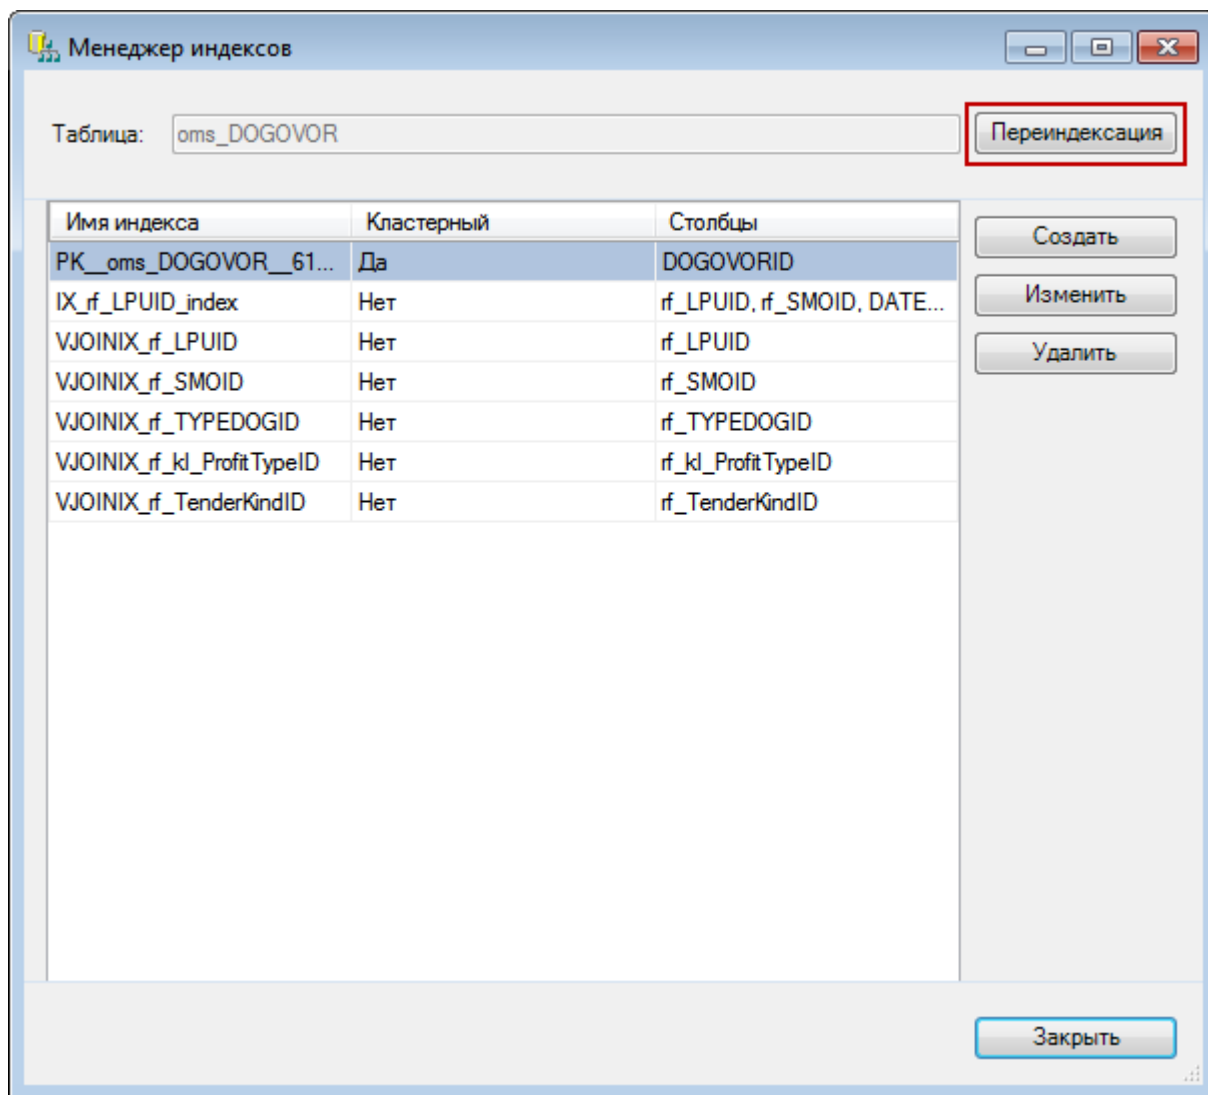 Менеджер индексов
Таблица: oms_DOGOVOR Переиндексация
Имя индекса Кластерный Столбцы
PK__oms_DOGOVOR__61... Да DOGOVORID
IX_rf_LPUID_index Нет rf_LPUID, rf_SMOID, DATE...
VJOINIX_rf_LPUID Нет rf_LPUID
VJOINIX_rf_SMOID Нет rf_SMOID
VJOINIX_rf_TYPEDOGID Нет rf_TYPEDOGID
VJOINIX_rf_kl_ProfitTypeID Нет rf_kl_ProfitTypeID
VJOINIX_rf_TenderKindID Нет rf_TenderKindID
Создать
Изменить
Удалить
Закрыть